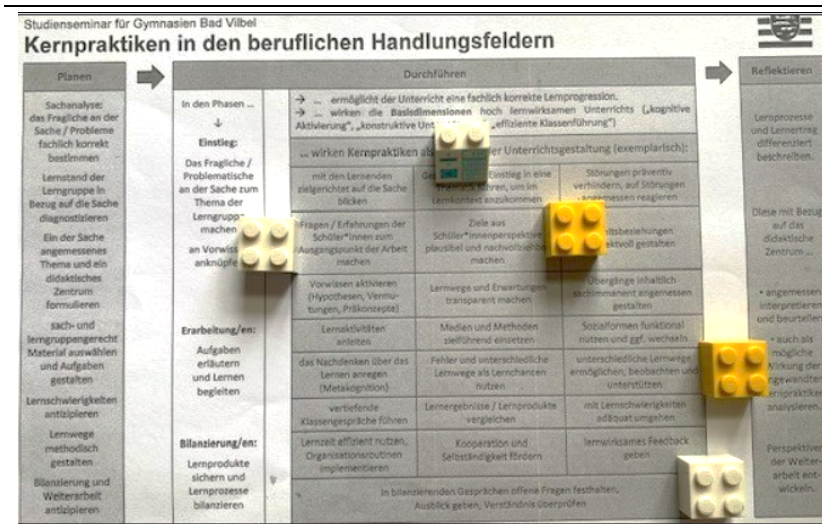 Studienseminar für Gymnasien Bad Vilbel
Kernpraktiken in den beruflichen Handlungsfeldern
Planen
Sachanalyse:
das Fragliche an der
Sache / Probleme
fachlich korrekt
bestimmen
Lernstand der
Lerngruppe in
Bezug auf die Sache
diagnostizieren
Ein der Sache
angemessenes
Thema und ein
didaktisches
Zentrum
formulieren
sach- und
lerngruppengerecht
Material auswählen
und Aufgaben
gestalten
Lernschwierigkeiten
antizipieren
Lernwege
methodisch
gestalten
Bilanzierung und
Weiterarbeit
antizipieren
Durchführen
In den Phasen ...
↓
Einstieg:
Das Fragliche /
Problematische
an der Sache zum
Thema der
Lerngruppe
machen
an
anknüpfe
Erarbeitung/en:
Aufgaben
erläutern
und Lernen
begleiten
Bilanzierung/en:
Lernprodukte
sichern und
Lernprozesse
bilanzieren
→ ... ermöglicht der Unterricht eine fachlich korrekte Lernprogression.
→ ... wirken die Basisdimensionen hoch lernwirksamen Unterrichts („kognitive
Aktivierung", „konstruktive „effiziente Klassenführung")
... wirken Kernpraktiken als der Unterrichtsgestaltung (exemplarisch):
mit den Lernenden
zielgerichtet auf die Sache
blicken
Einstieg in eine
führen, um im
Lernkontext anzukommen
Störungen präventiv
verhindern, auf Störungen
angemessen reagieren
Fragen / Erfahrungen der
Schüler*innen zum
Ausgangspunkt der Arbeit
machen
Ziele aus
Schüler*innenperspektive
plausibel und nachvollziehbar
machen
gestalten
Vorwissen aktivieren
(Hypothesen, Vermu-
tungen, Präkonzepte)
Lernwege und Erwartungen
transparent machen
Übergänge inhaltlich
sachimmanent angemessen
gestalten
Lernaktivitäten
anleiten
Medien und Methoden
zielführend einsetzen
Sozialformen funktional
nutzen und ggf. wechseln
das Nachdenken über das
Lernen anregen
(Metakognition)
Fehler und unterschiedliche
Lernwege als Lernchancen
nutzen
unterschiedliche Lernwege
ermöglichen, beobachten und
unterstützen
vertiefende
Klassengespräche führen
Lernergebnisse / Lernprodukte
vergleichen
mit Lernschwierigkeiten
adäquat umgehen
Lernzeit effizient nutzen,
Organisationsroutinen
implementieren
Kooperation und
Selbständigkeit fördern
lernwirksames Feedback
geben
In bilanzierenden Gesprächen offene Fragen festhalten,
Ausblick geben, Verständnis überprüfen
Reflektieren
Lernprozesse
und Lernertrag
differenziert
beschreiben.
Diese mit Bezug
auf das
didaktische
Zentrum ...
• angemessen
interpretieren
und beurteilen
• auch als
mögliche
Wirkung der
angewandten
Kernpraktiken
analysieren.
Perspektiven
der Weiter-
arbeit ent-
wickeln.